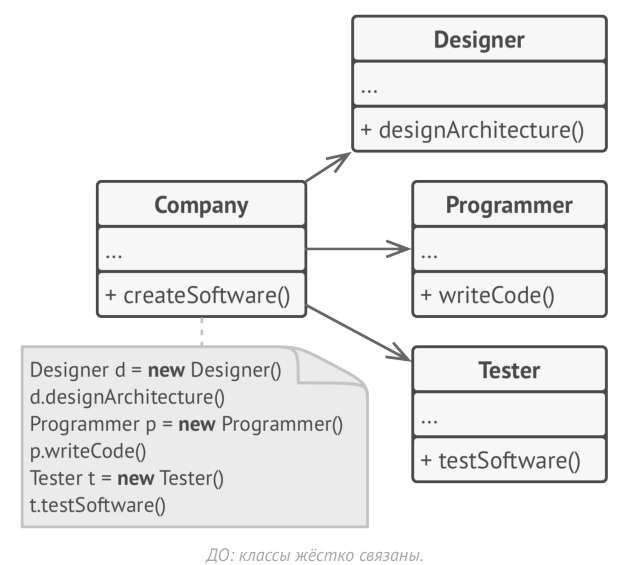 Designer
...
+ designArchitecture()
Company
...
+ createSoftware()
Programmer
...
+ writeCode()
Tester
...
+ testSoftware()
Designer d = new Designer()
d.designArchitecture()
Programmer p = new Programmer()
p.writeCode()
Tester t = new Tester()
t.testSoftware()
ДО: классы жёстко связаны.